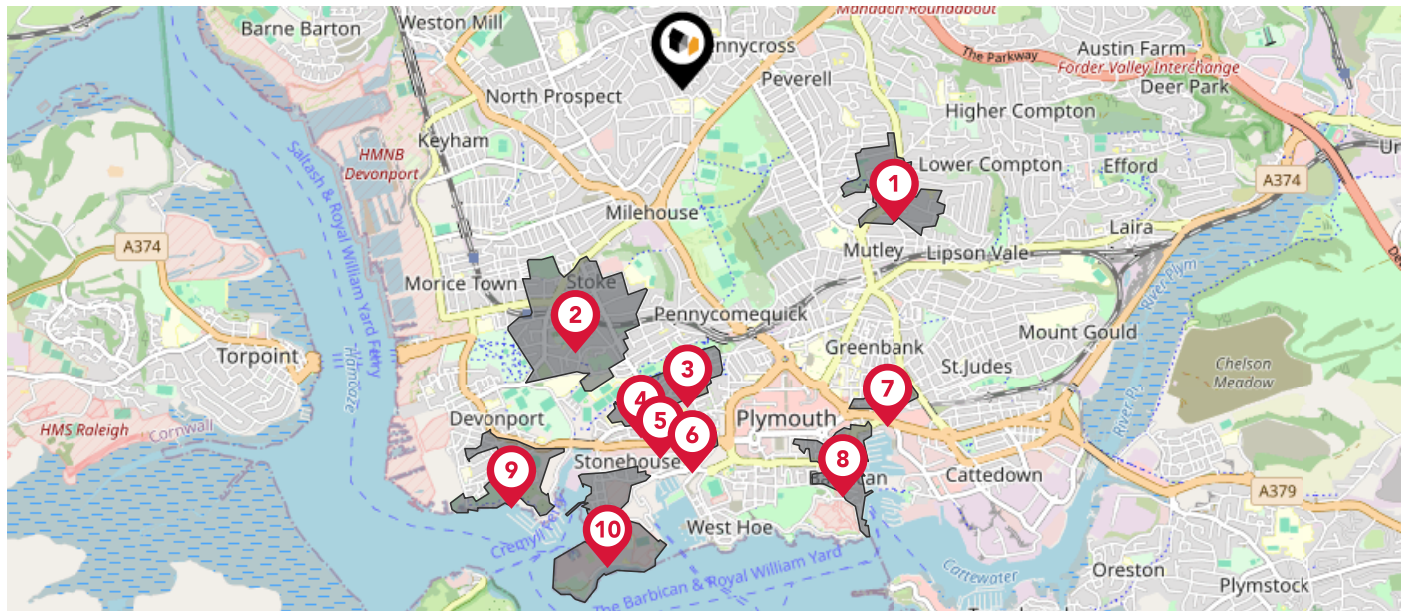 Manadon Roundabout
Barne Barton
Weston Mill
nnycross
Austin Farm
The Parkway
Forder Valley Interchange
Peverell
Deer Park
North Prospect
Higher Compton
Keyham
HMNB
Devonport
Lower Compton
Efford
1
A374
Milehouse
Saltash & Royal William Yard Ferry
A374
Mutley
Lipson Vale
Laira
Morice Town
Stoke
River Plym
2
Pennycomequick
Mount Gould
Torpoint
Hamoaze
Greenbank
St.Judes
Chelson
Meadow
3
7
4
Devonport
5
Plymouth
HMS Raleigh
Cornwall
6
River Pl
Stonehouse
8
9
Cattedown
A379
10
West Hoe
Cremyll Ferry
Cattewater
Oreston
Plymstock
The Barbican & Royal William Yard